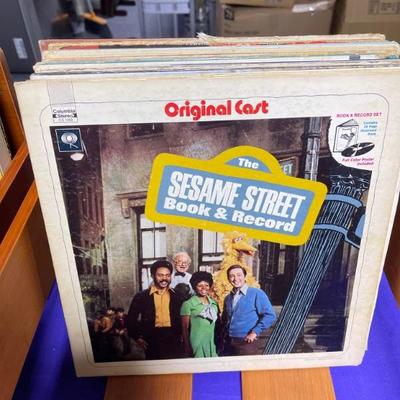 Columbia
Stereo
Original Cast
BOOK & RECORD SET
Full Color Poster
Included
The
SESAME STREET
Book & Record